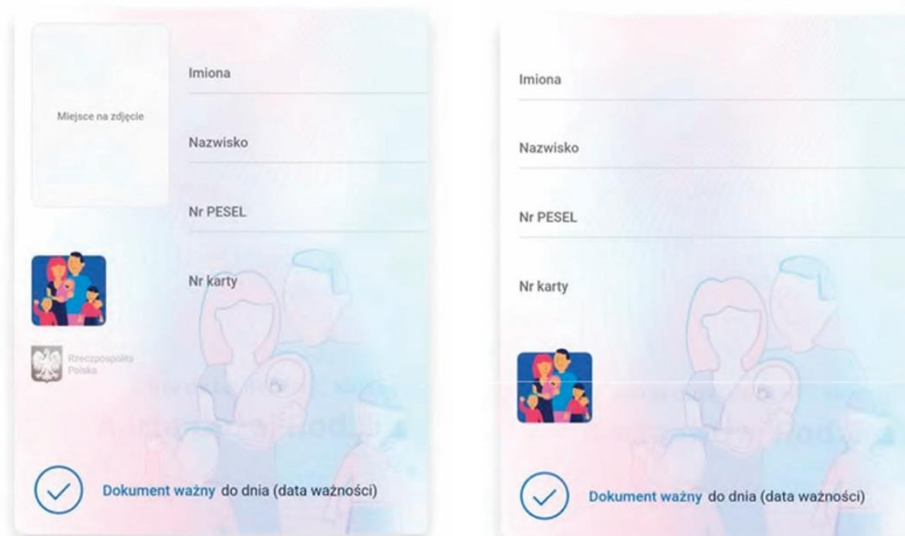 Miejsce na zdjęcie
Imiona
Nazwisko
Nr PESEL
Nr karty
Rzeczpospolita
Polska
Dokument ważny do dnia (data ważności)
Imiona
Nazwisko
Nr PESEL
Nr karty
Dokument ważny do dnia (data ważności)